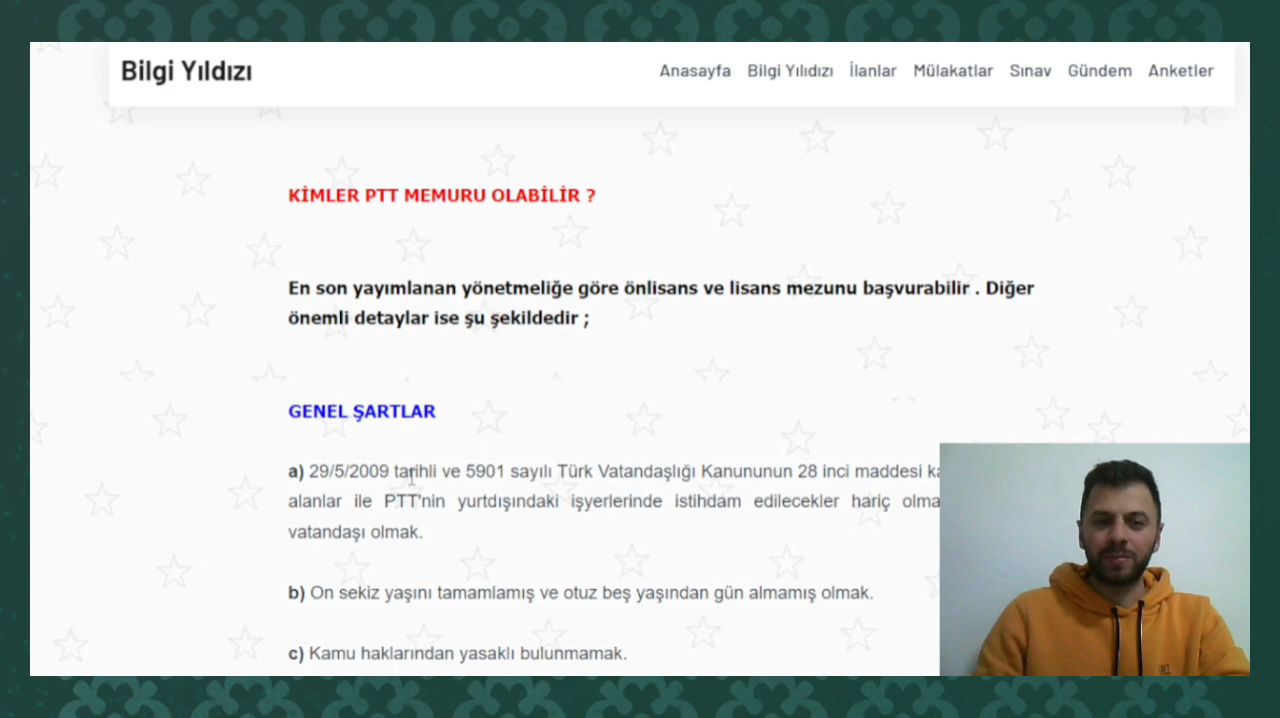 Bilgi Yıldızı
Anasayfa Bilgi Yılıdızı İlanlar Mülakatlar Sınav Gündem Anketler
KİMLER PTT MEMURU OLABİLİR ?
En son yayımlanan yönetmeliğe göre önlisans ve lisans mezunu başvurabilir . Diğer
önemli detaylar ise şu şekildedir ;
GENEL ŞARTLAR
a) 29/5/2009 tarihli ve 5901 sayılı Türk Vatandaşlığı Kanununun 28 inci maddesi
alanlar ile PTT'nin yurtdışındaki işyerlerinde istihdam edilecekler hariç
vatandaşı olmak.
b) On sekiz yaşını tamamlamış ve otuz beş yaşından gün almamış olmak.
c) Kamu haklarından yasaklı bulunmamak.